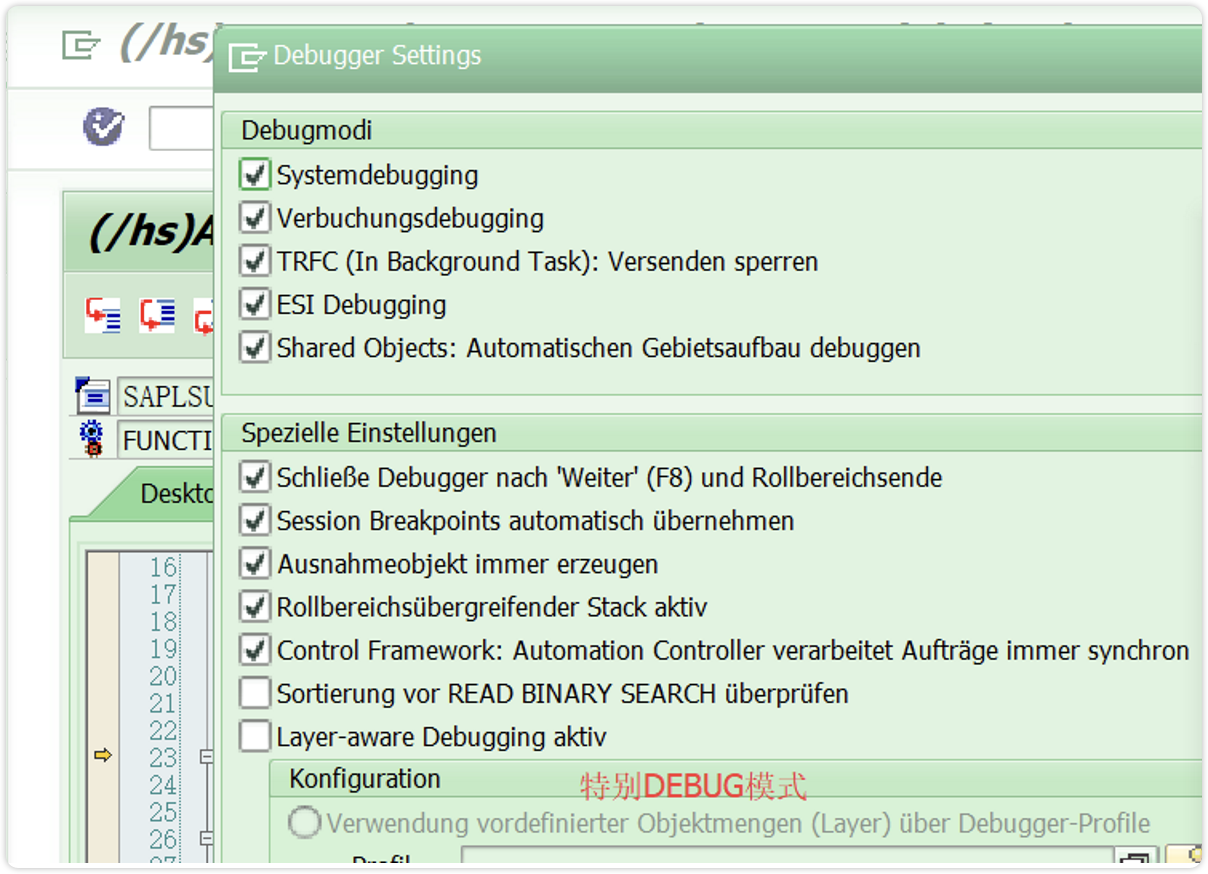 (/hs)
Debugger Settings
Debugmodi
Systemdebugging
Verbuchungsdebugging
(/hs)A
TRFC (In Background Task): Versenden sperren
ESI Debugging
Shared Objects: Automatischen Gebietsaufbau debuggen
SAPLSU
FUNCTI
Spezielle Einstellungen
Schließe Debugger nach 'Weiter' (F8) und Rollbereichsende
Deskto
Session Breakpoints automatisch übernehmen
Ausnahmeobjekt immer erzeugen
16
17
Rollbereichsübergreifender Stack aktiv
18
19
Control Framework: Automation Controller verarbeitet Aufträge immer synchron
20
21
Sortierung vor READ BINARY SEARCH überprüfen
22
Layer-aware Debugging aktiv
23
Konfiguration
特别DEBUG模式
24
25
Verwendung vordefinierter Objektmengen (Layer) über Debugger-Profile
26
27
Profil